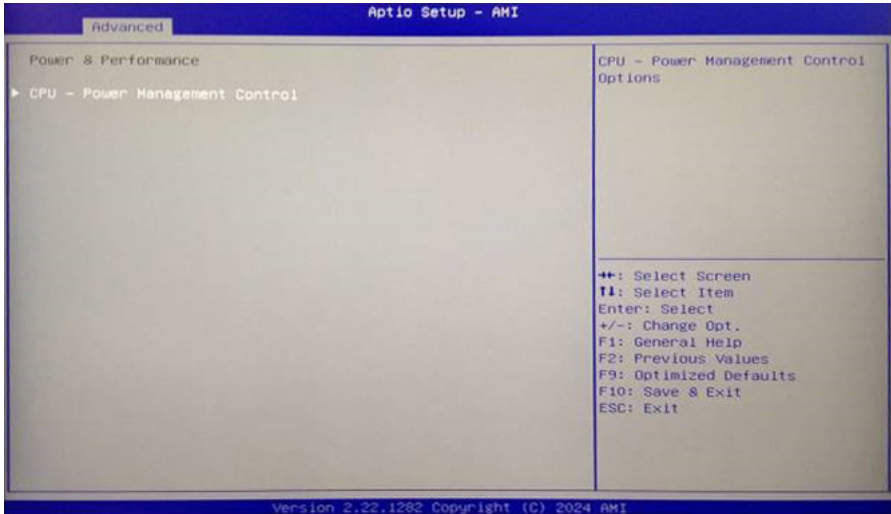 Aptio Setup - AMI
Advanced
Power & Performance
CPU - Power Management Control
CPU - Power Management Control
Options
→←: Select Screen
↑↓: Select Item
Enter: Select
+/-: Change Opt.
F1: General Help
F2: Previous Values
F9: Optimized Defaults
F10: Save & Exit
ESC: Exit
Version 2.22.1282 Copyright (C) 2024 AMI